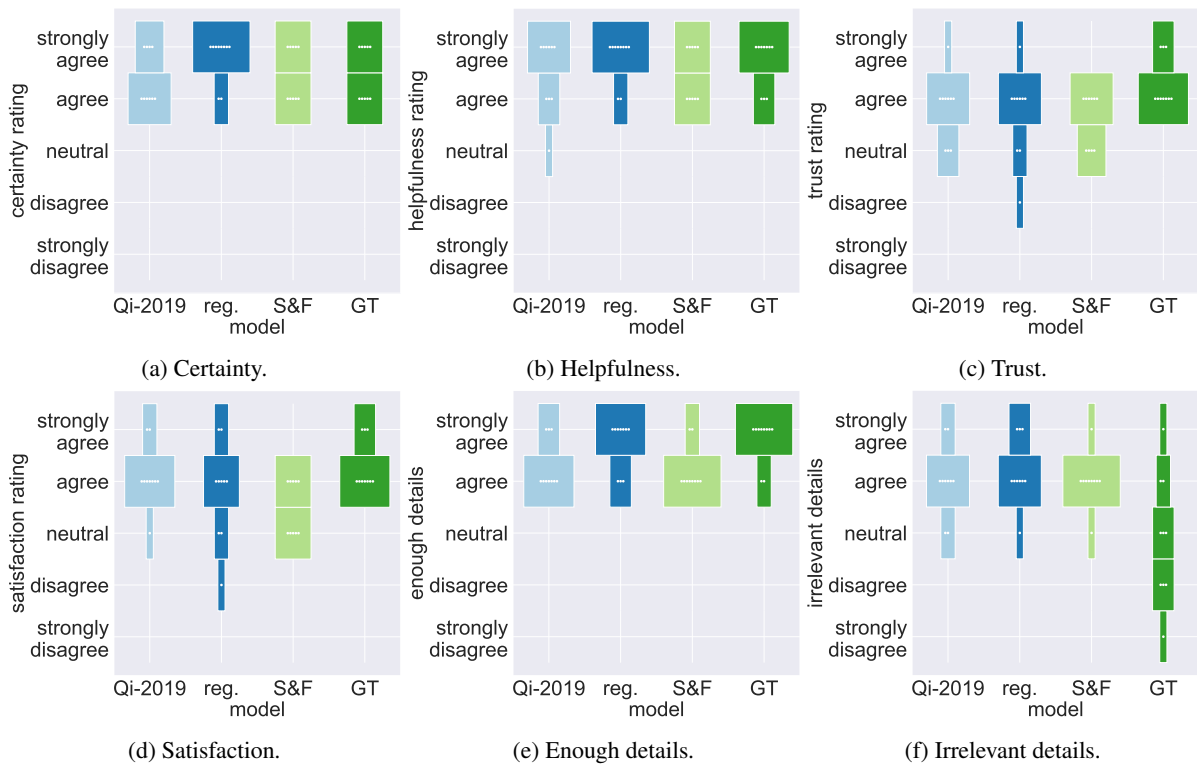 certainty rating
strongly
agree
agree
neutral
disagree
strongly
disagree
Qi-2019 reg. S&F GT
model
(a) Certainty.
helpfulness rating
strongly
agree
agree
neutral
disagree
strongly
disagree
Qi-2019 reg. S&F GT
model
(b) Helpfulness.
trust rating
strongly
agree
agree
neutral
disagree
strongly
disagree
Qi-2019 reg. S&F GT
model
(c) Trust.
satisfaction rating
strongly
agree
agree
neutral
disagree
strongly
disagree
Qi-2019 reg. S&F GT
model
(d) Satisfaction.
enough details
strongly
agree
agree
neutral
disagree
strongly
disagree
Qi-2019 reg. S&F GT
model
(e) Enough details.
irrelevant details
strongly
agree
agree
neutral
disagree
strongly
disagree
Qi-2019 reg. S&F GT
model
(f) Irrelevant details.